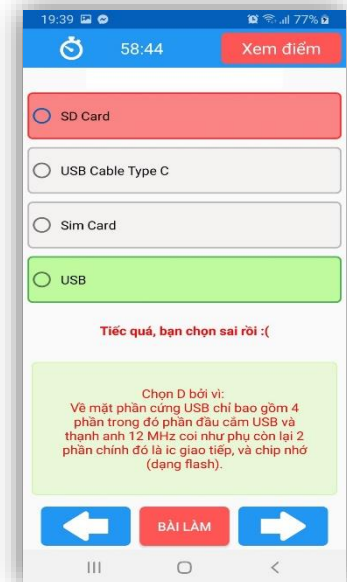 19:39 77%
58:44 Xem điểm
SD Card
USB Cable Type C
Sim Card
USB
Tiếc quá, bạn chọn sai rồi :(
Chọn D bởi vì:
Về mặt phần cứng USB chỉ bao gồm 4
phần trong đó phần đầu cắm USB và
thạnh anh 12 MHz coi như phụ còn lại 2
phần chính đó là ic giao tiếp, và chip nhớ
(dạng flash).
BÀI LÀM